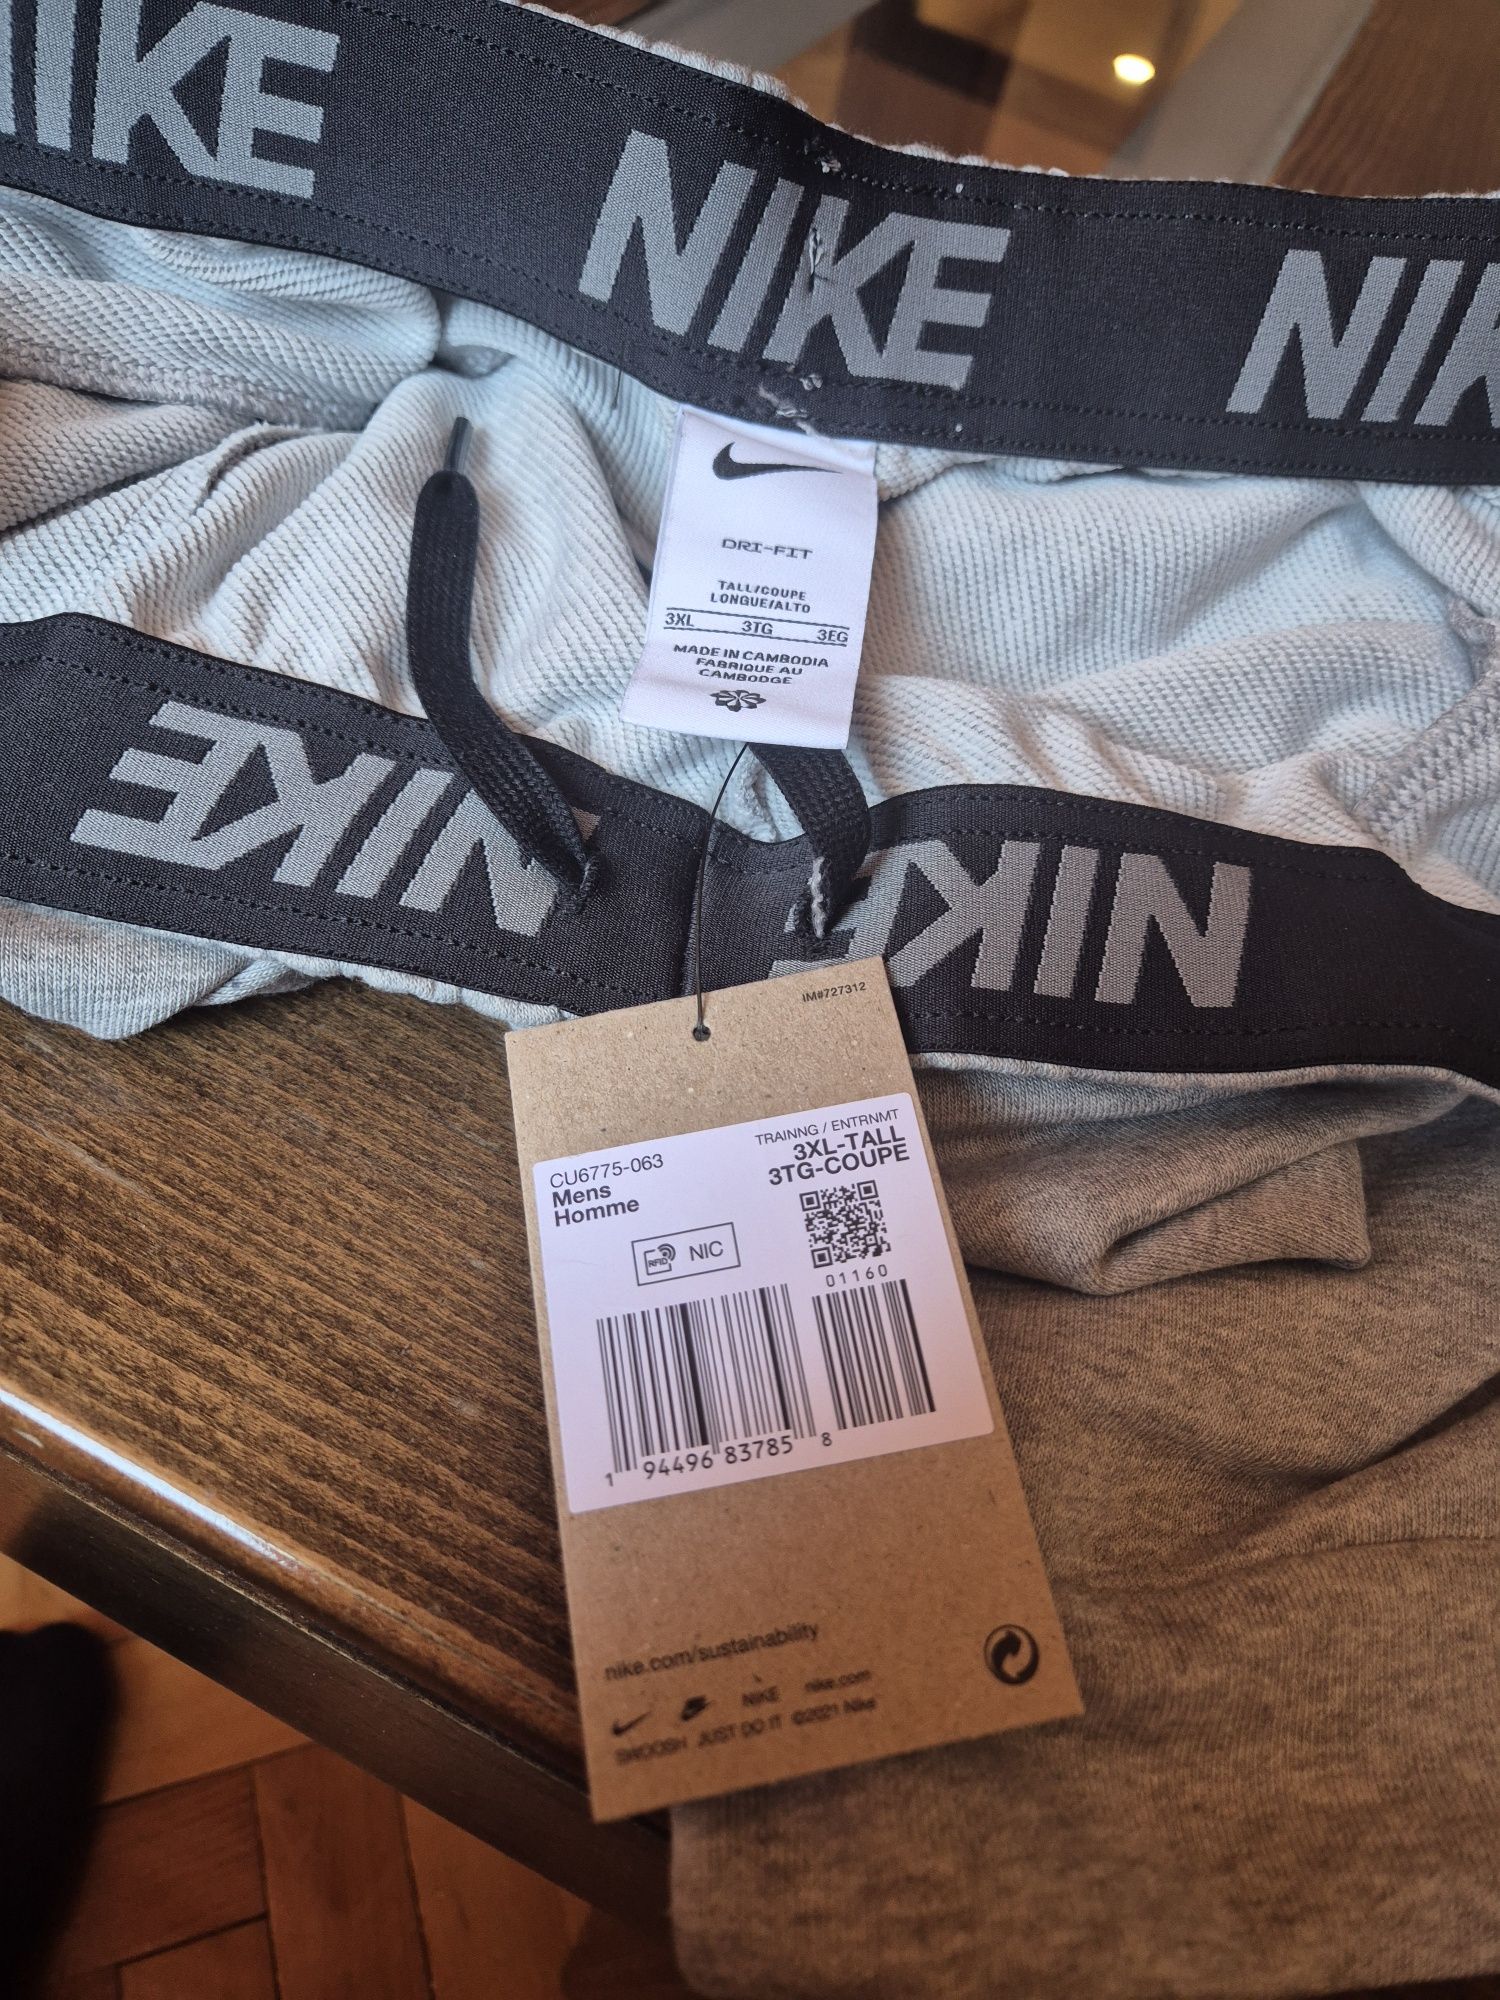 NIKE
NIKE
NIK
DRI-FIT
TALL/COUPE
LONGUE/ALTO
3XL 3TG 3EG
MADE IN CAMBODIA
FABRIQUE AU
CAMBODGE
NIKE
NIKE
IM#727312
TRAINNG / ENTRNMT
CU6775-063
3XL-TALL
Mens
3TG-COUPE
Homme
RFID NIC
01160
1 94496 83785 8
nike.com/sustainability
NIKE nike.com
SWOOSH JUST DO IT ©2021 Nike